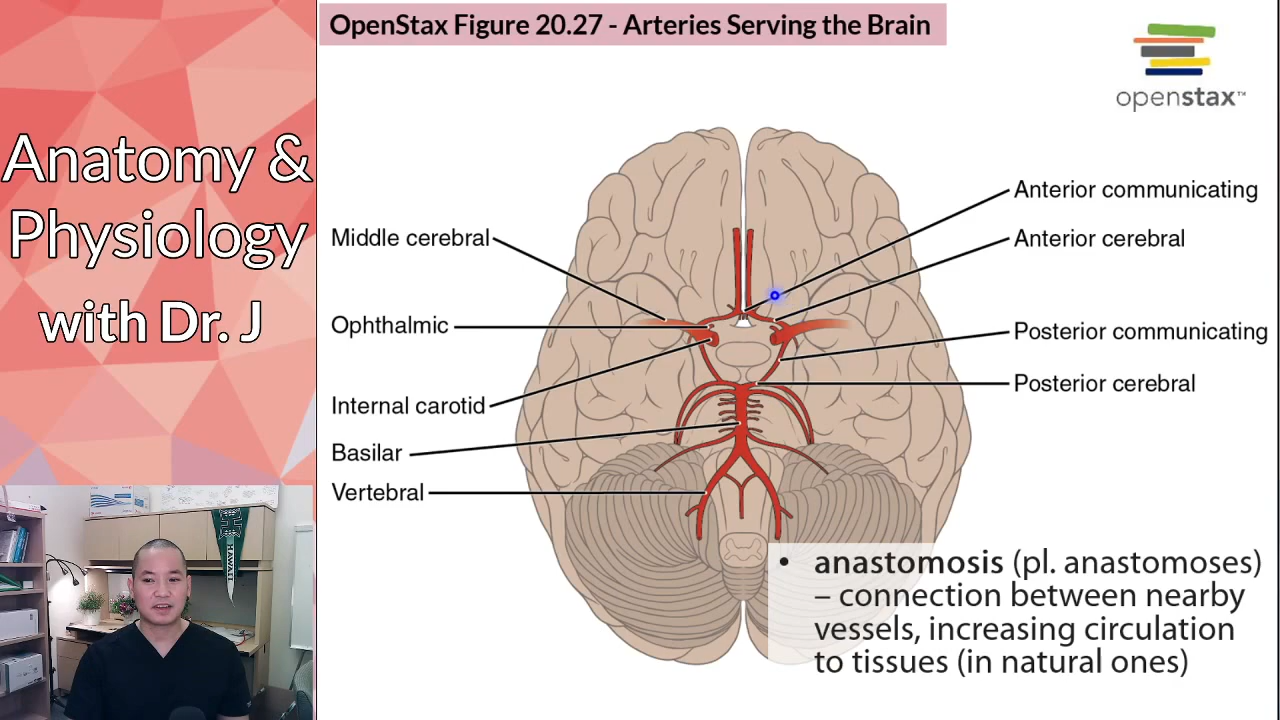 OpenStax Figure 20.27 - Arteries Serving the Brain
openstax™
Anatomy &
Physiology
with Dr. J
Middle cerebral
Ophthalmic
Internal carotid
Basilar
Vertebral
Anterior communicating
Anterior cerebral
Posterior communicating
Posterior cerebral
• anastomosis (pl. anastomoses)
– connection between nearby
vessels, increasing circulation
to tissues (in natural ones)
H
HAWAII